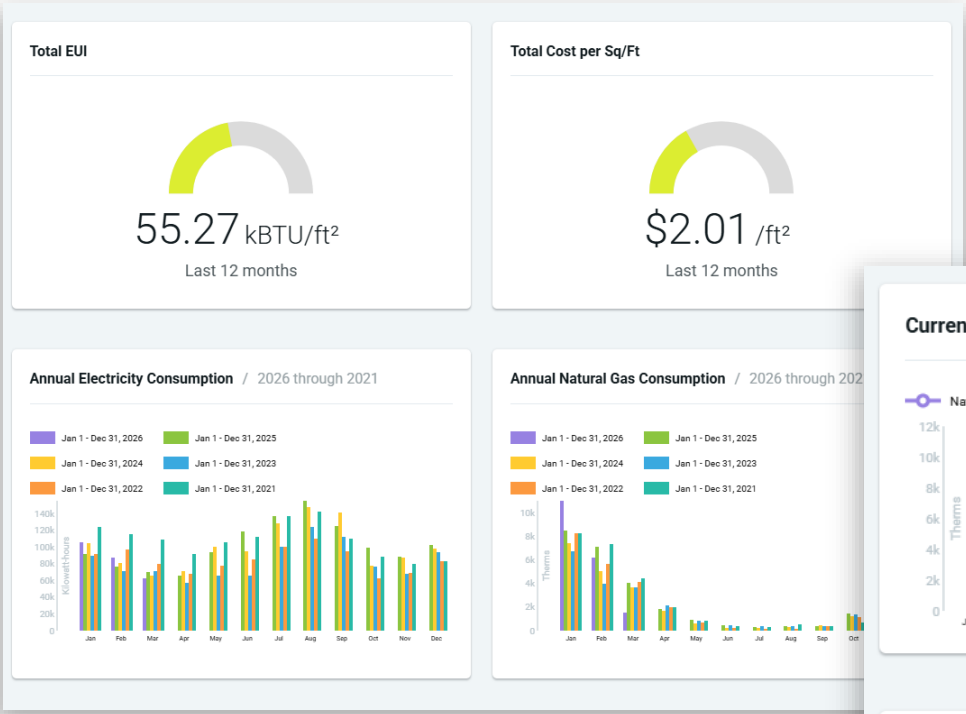 Total EUI
55.27 kBTU/ft²
Last 12 months
Total Cost per Sq/Ft
$2.01 /ft²
Last 12 months
Annual Electricity Consumption / 2026 through 2021
Jan 1 - Dec 31, 2026
Jan 1 - Dec 31, 2025
Jan 1 - Dec 31, 2024
Jan 1 - Dec 31, 2023
Jan 1 - Dec 31, 2022
Jan 1 - Dec 31, 2021
140k
120k
100k
80k
60k
40k
20k
0
Kilowatt-hours
Jan Feb Mar Apr May Jun Jul Aug Sep Oct Nov Dec
Annual Natural Gas Consumption / 2026 through 202
Jan 1 - Dec 31, 2026
Jan 1 - Dec 31, 2025
Jan 1 - Dec 31, 2024
Jan 1 - Dec 31, 2023
Jan 1 - Dec 31, 2022
Jan 1 - Dec 31, 2021
10k
8k
6k
4k
2k
0
Therms
Jan Feb Mar Apr May Jun Jul Aug Sep Oct
Curren
Na
12k
10k
8k
6k
4k
2k
0
Therms
J